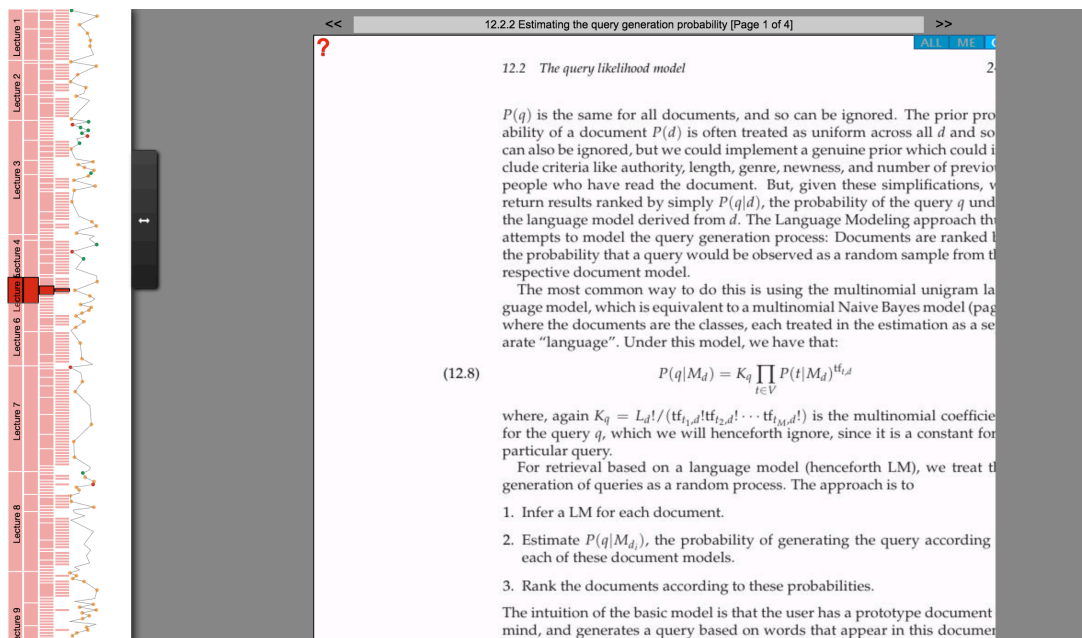 << 12.2.2 Estimating the query generation probability [Page 1 of 4] >>
?
ALL ME
12.2 The query likelihood model
P(q) is the same for all documents, and so can be ignored. The prior pro
ability of a document P(d) is often treated as uniform across all d and so
can also be ignored, but we could implement a genuine prior which could i
clude criteria like authority, length, genre, newness, and number of previou
people who have read the document. But, given these simplifications, w
return results ranked by simply P(q|d), the probability of the query q und
the language model derived from d. The Language Modeling approach thu
attempts to model the query generation process: Documents are ranked b
the probability that a query would be observed as a random sample from th
respective document model.
The most common way to do this is using the multinomial unigram la
guage model, which is equivalent to a multinomial Naive Bayes model (pag
where the documents are the classes, each treated in the estimation as a se
arate “language”. Under this model, we have that:
(12.8) P(q|M_d) = K_q ∏_{t∈V} P(t|M_d)^{tf_{t,d}}
where, again K_q = L_d!/(tf_{t_1,d}!tf_{t_2,d}! · · · tf_{t_M,d}!) is the multinomial coefficie
for the query q, which we will henceforth ignore, since it is a constant for
particular query.
For retrieval based on a language model (henceforth LM), we treat th
generation of queries as a random process. The approach is to
1. Infer a LM for each document.
2. Estimate P(q|M_{d_i}), the probability of generating the query according
each of these document models.
3. Rank the documents according to these probabilities.
The intuition of the basic model is that the user has a prototype document
mind, and generates a query based on words that appear in this documen
Lecture 1
Lecture 2
Lecture 3
Lecture 4
Lecture 5
Lecture 6
Lecture 7
Lecture 8
ecture 9